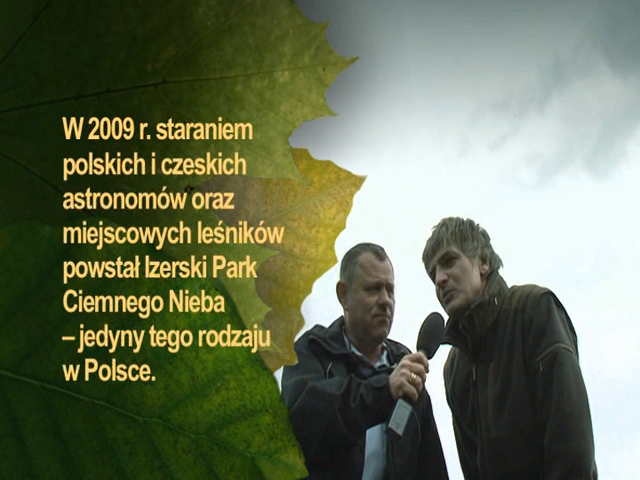 W 2009 r. staraniem
polskich i czeskich
astronomów oraz
miejscowych leśników
powstał Izerski Park
Ciemnego Nieba
– jedyny tego rodzaju
w Polsce.